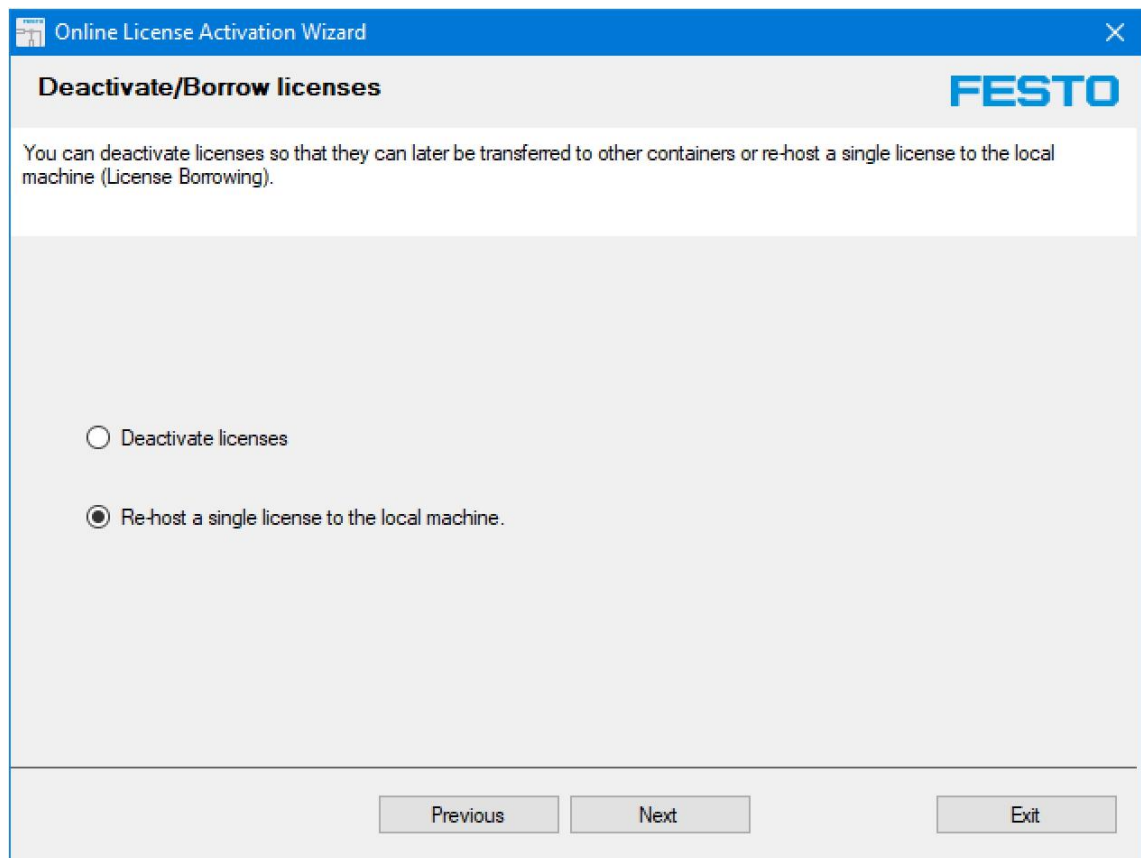 Online License Activation Wizard
Deactivate/Borrow licenses
FESTO
You can deactivate licenses so that they can later be transferred to other containers or re-host a single license to the local
machine (License Borrowing).
Deactivate licenses
Re-host a single license to the local machine.
Previous
Next
Exit